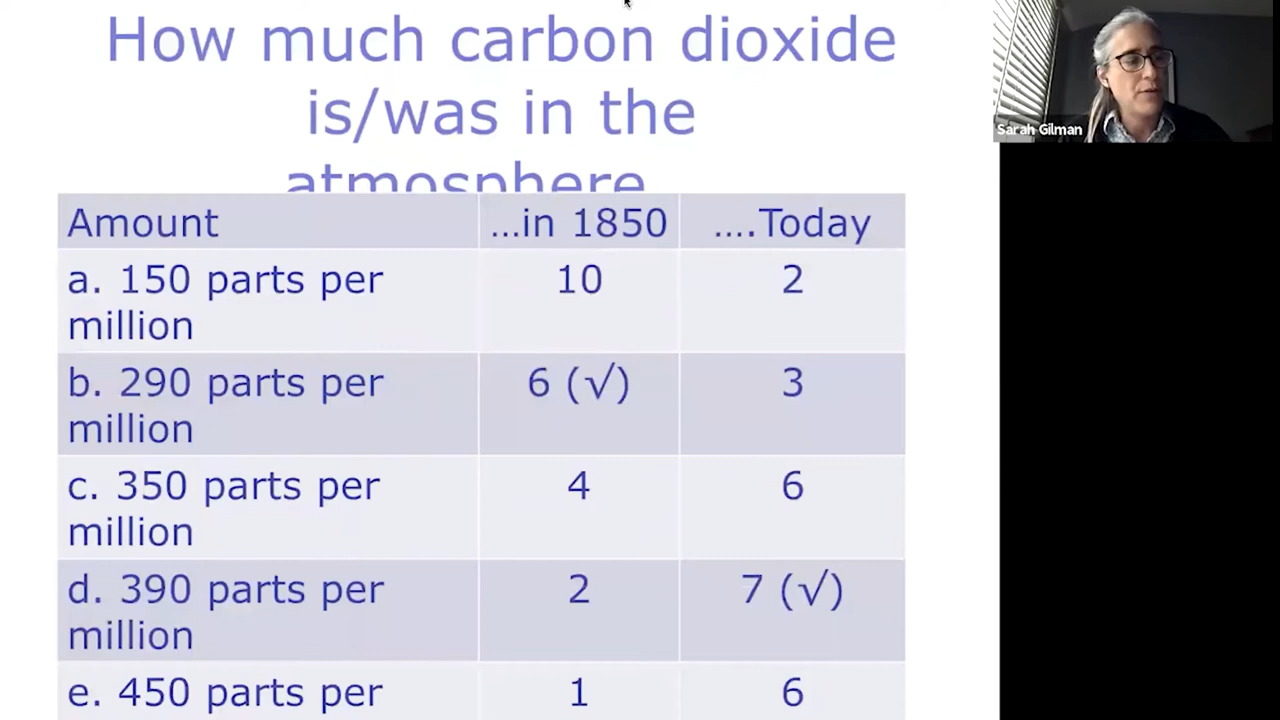 How much carbon dioxide
is/was in the
atmosphere
Amount …in 1850 ….Today
a. 150 parts per 10 2
million
b. 290 parts per 6 (√) 3
million
c. 350 parts per 4 6
million
d. 390 parts per 2 7 (√)
million
e. 450 parts per 1 6
Sarah Gilman